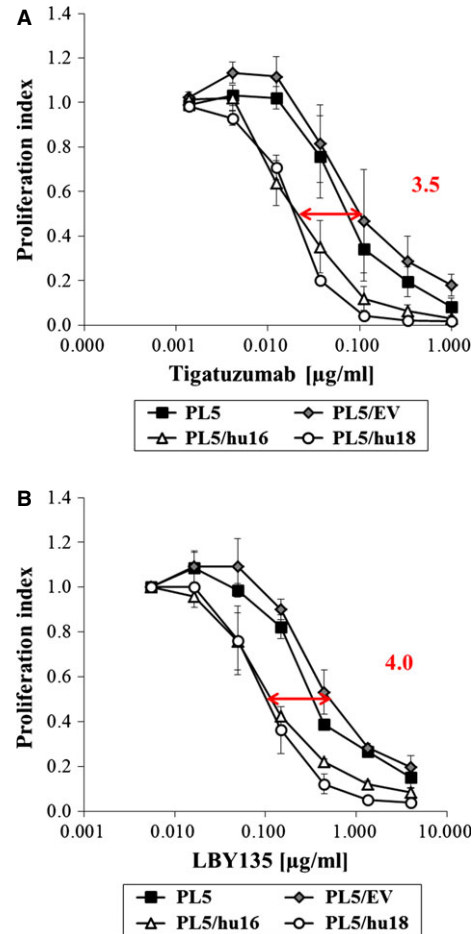 A
1.4
1.2
1.0
0.8
0.6
0.4
0.2
0.0
Proliferation index
3.5
0.000 0.001 0.010 0.100 1.000
Tigatuzumab [µg/ml]
PL5 PL5/EV
PL5/hu16 PL5/hu18
B
1.4
1.2
1.0
0.8
0.6
0.4
0.2
0.0
Proliferation index
4.0
0.001 0.010 0.100 1.000 10.000
LBY135 [µg/ml]
PL5 PL5/EV
PL5/hu16 PL5/hu18